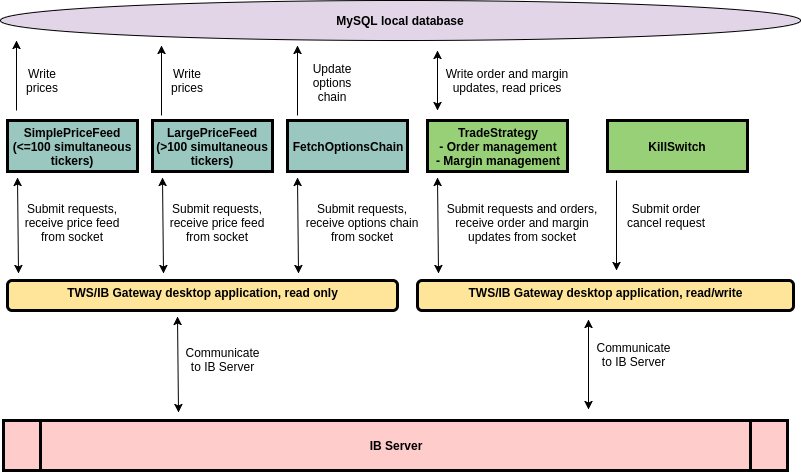 MySQL local database
Write
prices
Write
prices
Update
options
chain
Write order and margin
updates, read prices
SimplePriceFeed
(<=100 simultaneous
tickers)
LargePriceFeed
(>100 simultaneous
tickers)
FetchOptionsChain
TradeStrategy
- Order management
- Margin management
KillSwitch
Submit requests,
receive price feed
from socket
Submit requests,
receive price feed
from socket
Submit requests,
receive options chain
from socket
Submit requests and orders,
receive order and margin
updates from socket
Submit order
cancel request
TWS/IB Gateway desktop application, read only
TWS/IB Gateway desktop application, read/write
Communicate
to IB Server
Communicate
to IB Server
IB Server